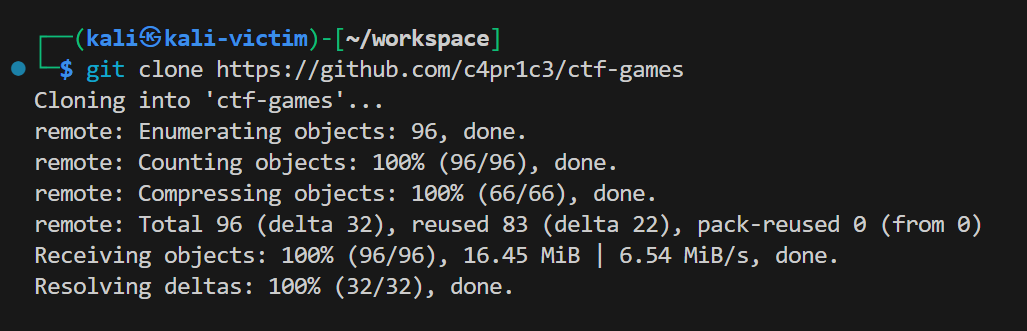 ┌──(kali㉿kali-victim)-[~/workspace]
└─$ git clone https://github.com/c4pr1c3/ctf-games
Cloning into 'ctf-games'...
remote: Enumerating objects: 96, done.
remote: Counting objects: 100% (96/96), done.
remote: Compressing objects: 100% (66/66), done.
remote: Total 96 (delta 32), reused 83 (delta 22), pack-reused 0 (from 0)
Receiving objects: 100% (96/96), 16.45 MiB | 6.54 MiB/s, done.
Resolving deltas: 100% (32/32), done.